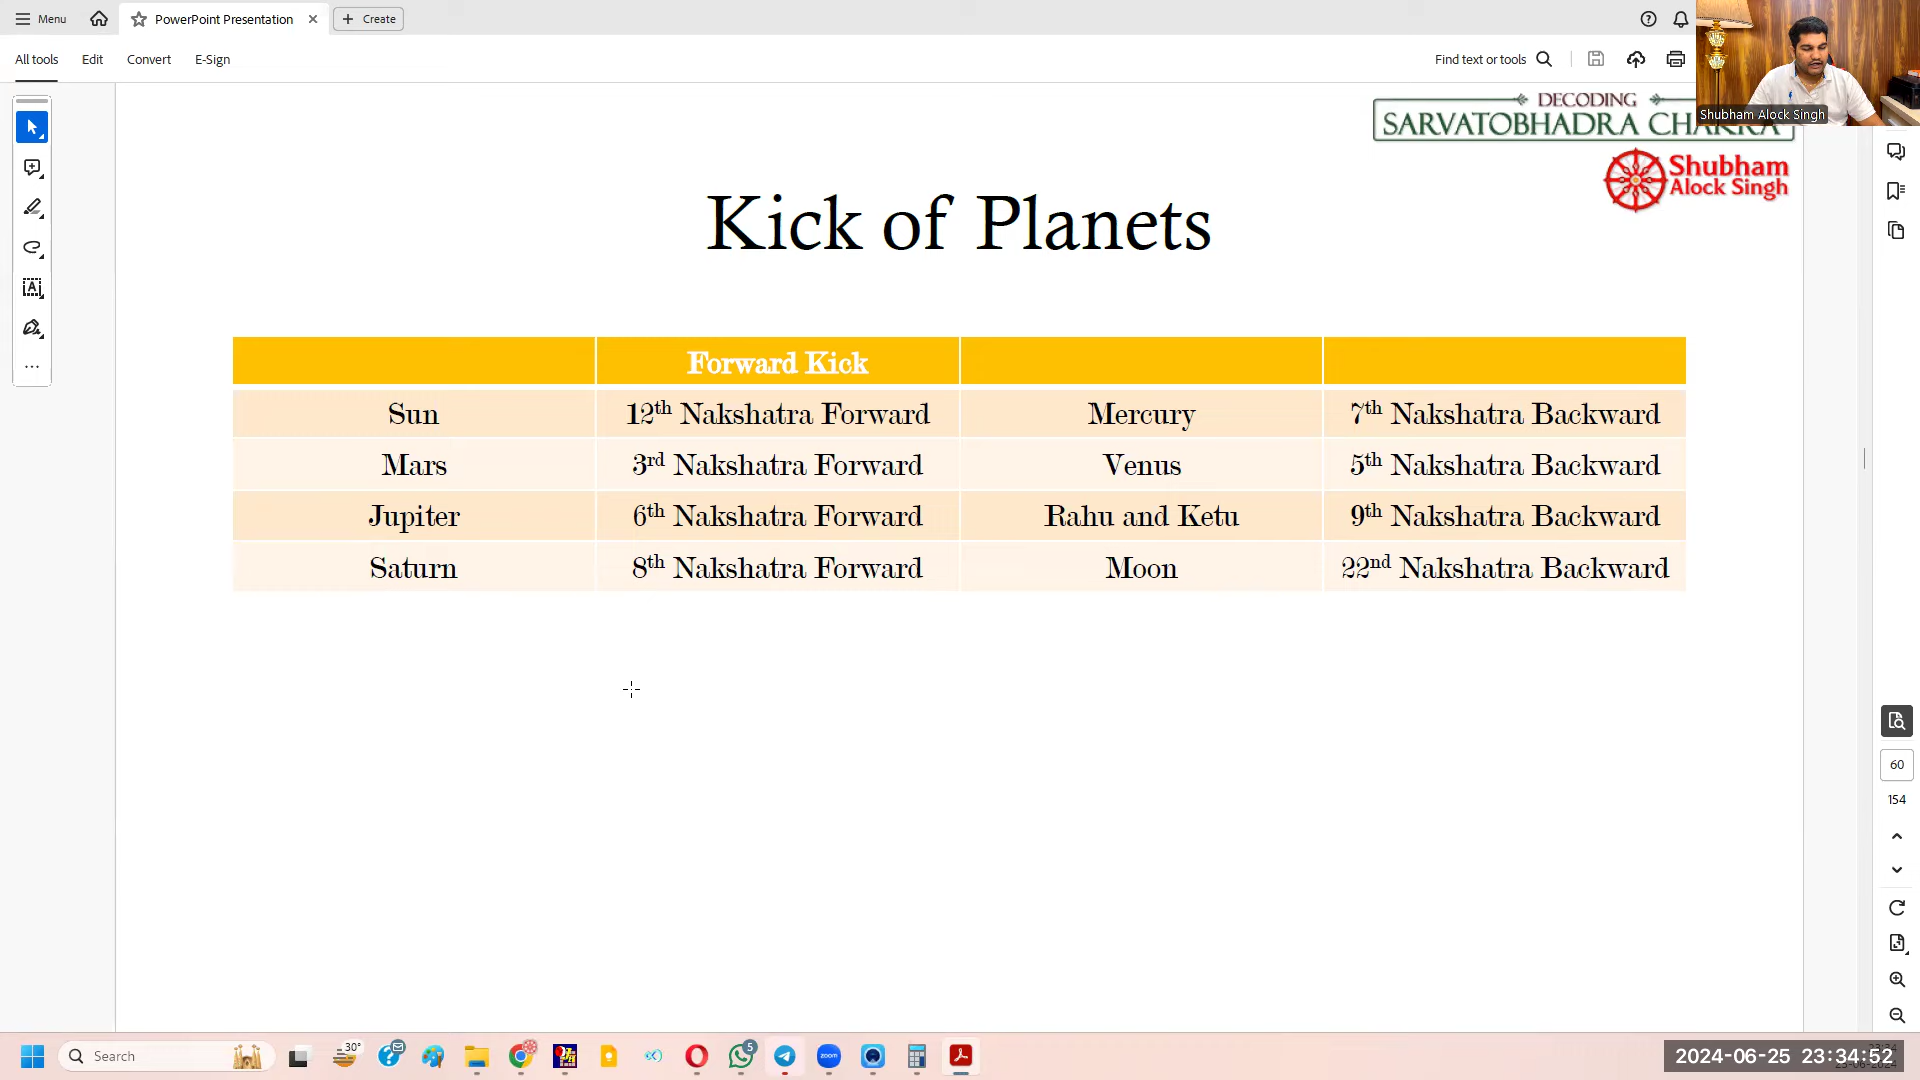 Menu
PowerPoint Presentation
Create
All tools
Edit
Convert
E-Sign
Find text or tools
Shubham Alock Singh
DECODING
SARVATOBHADRA CHAKRA
Shubham
Alock Singh
Kick of Planets
Forward Kick
Sun 12th Nakshatra Forward Mercury 7th Nakshatra Backward
Mars 3rd Nakshatra Forward Venus 5th Nakshatra Backward
Jupiter 6th Nakshatra Forward Rahu and Ketu 9th Nakshatra Backward
Saturn 8th Nakshatra Forward Moon 22nd Nakshatra Backward
60
154
Search
30°
5
zoom
2024-06-25 23:34:52